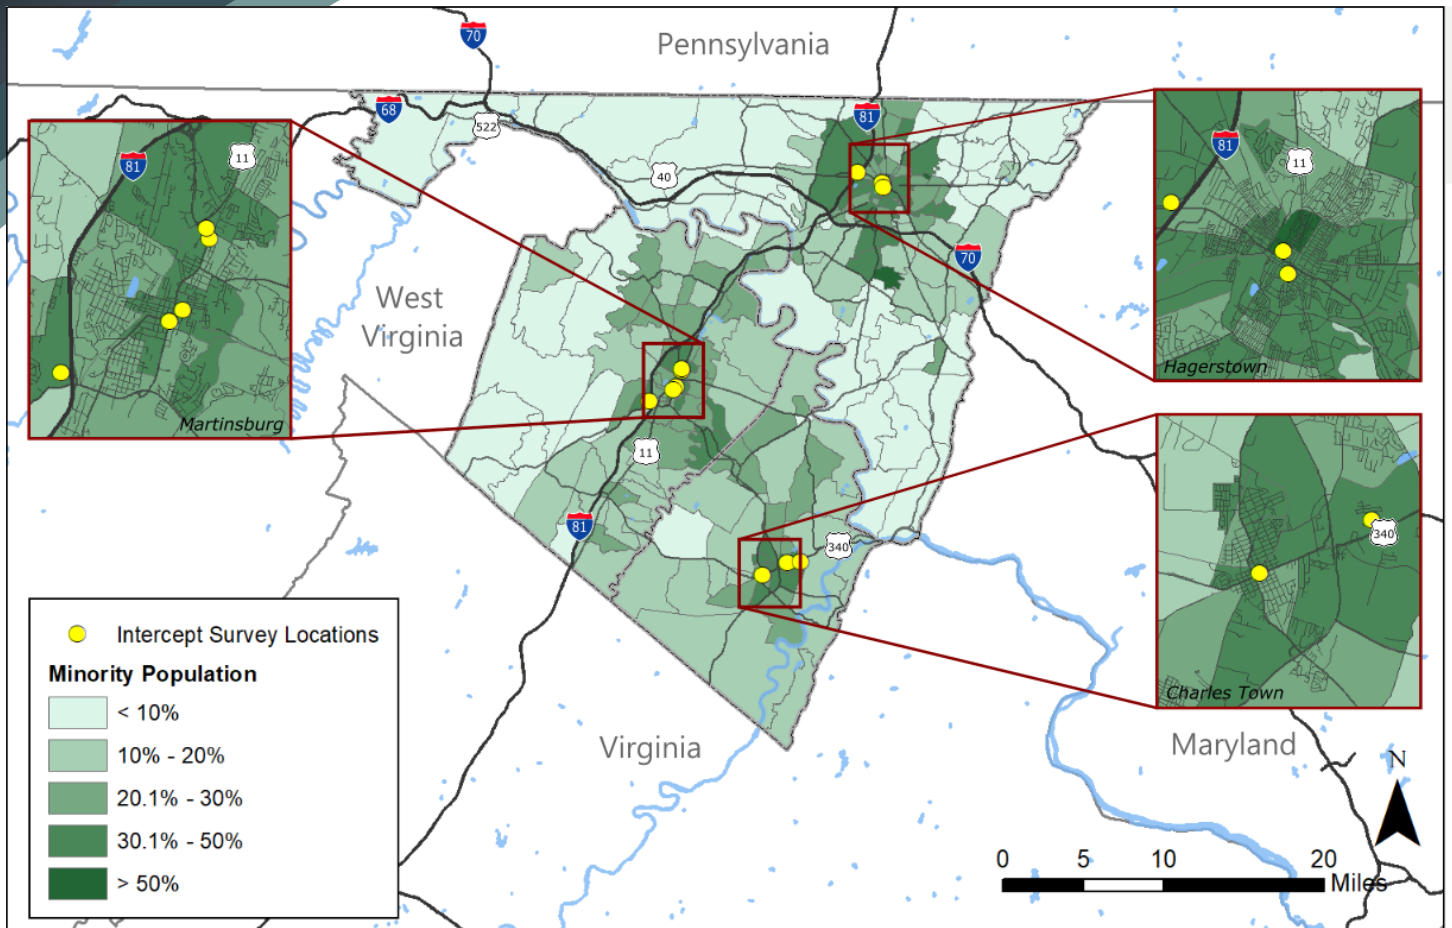 Pennsylvania
70
68
522
81
40
70
West
Virginia
11
81
340
Virginia
Maryland
81
11
Martinsburg
81
11
Hagerstown
340
Charles Town
Intercept Survey Locations
Minority Population
< 10%
10% - 20%
20.1% - 30%
30.1% - 50%
> 50%
N
0 5 10 20
Miles